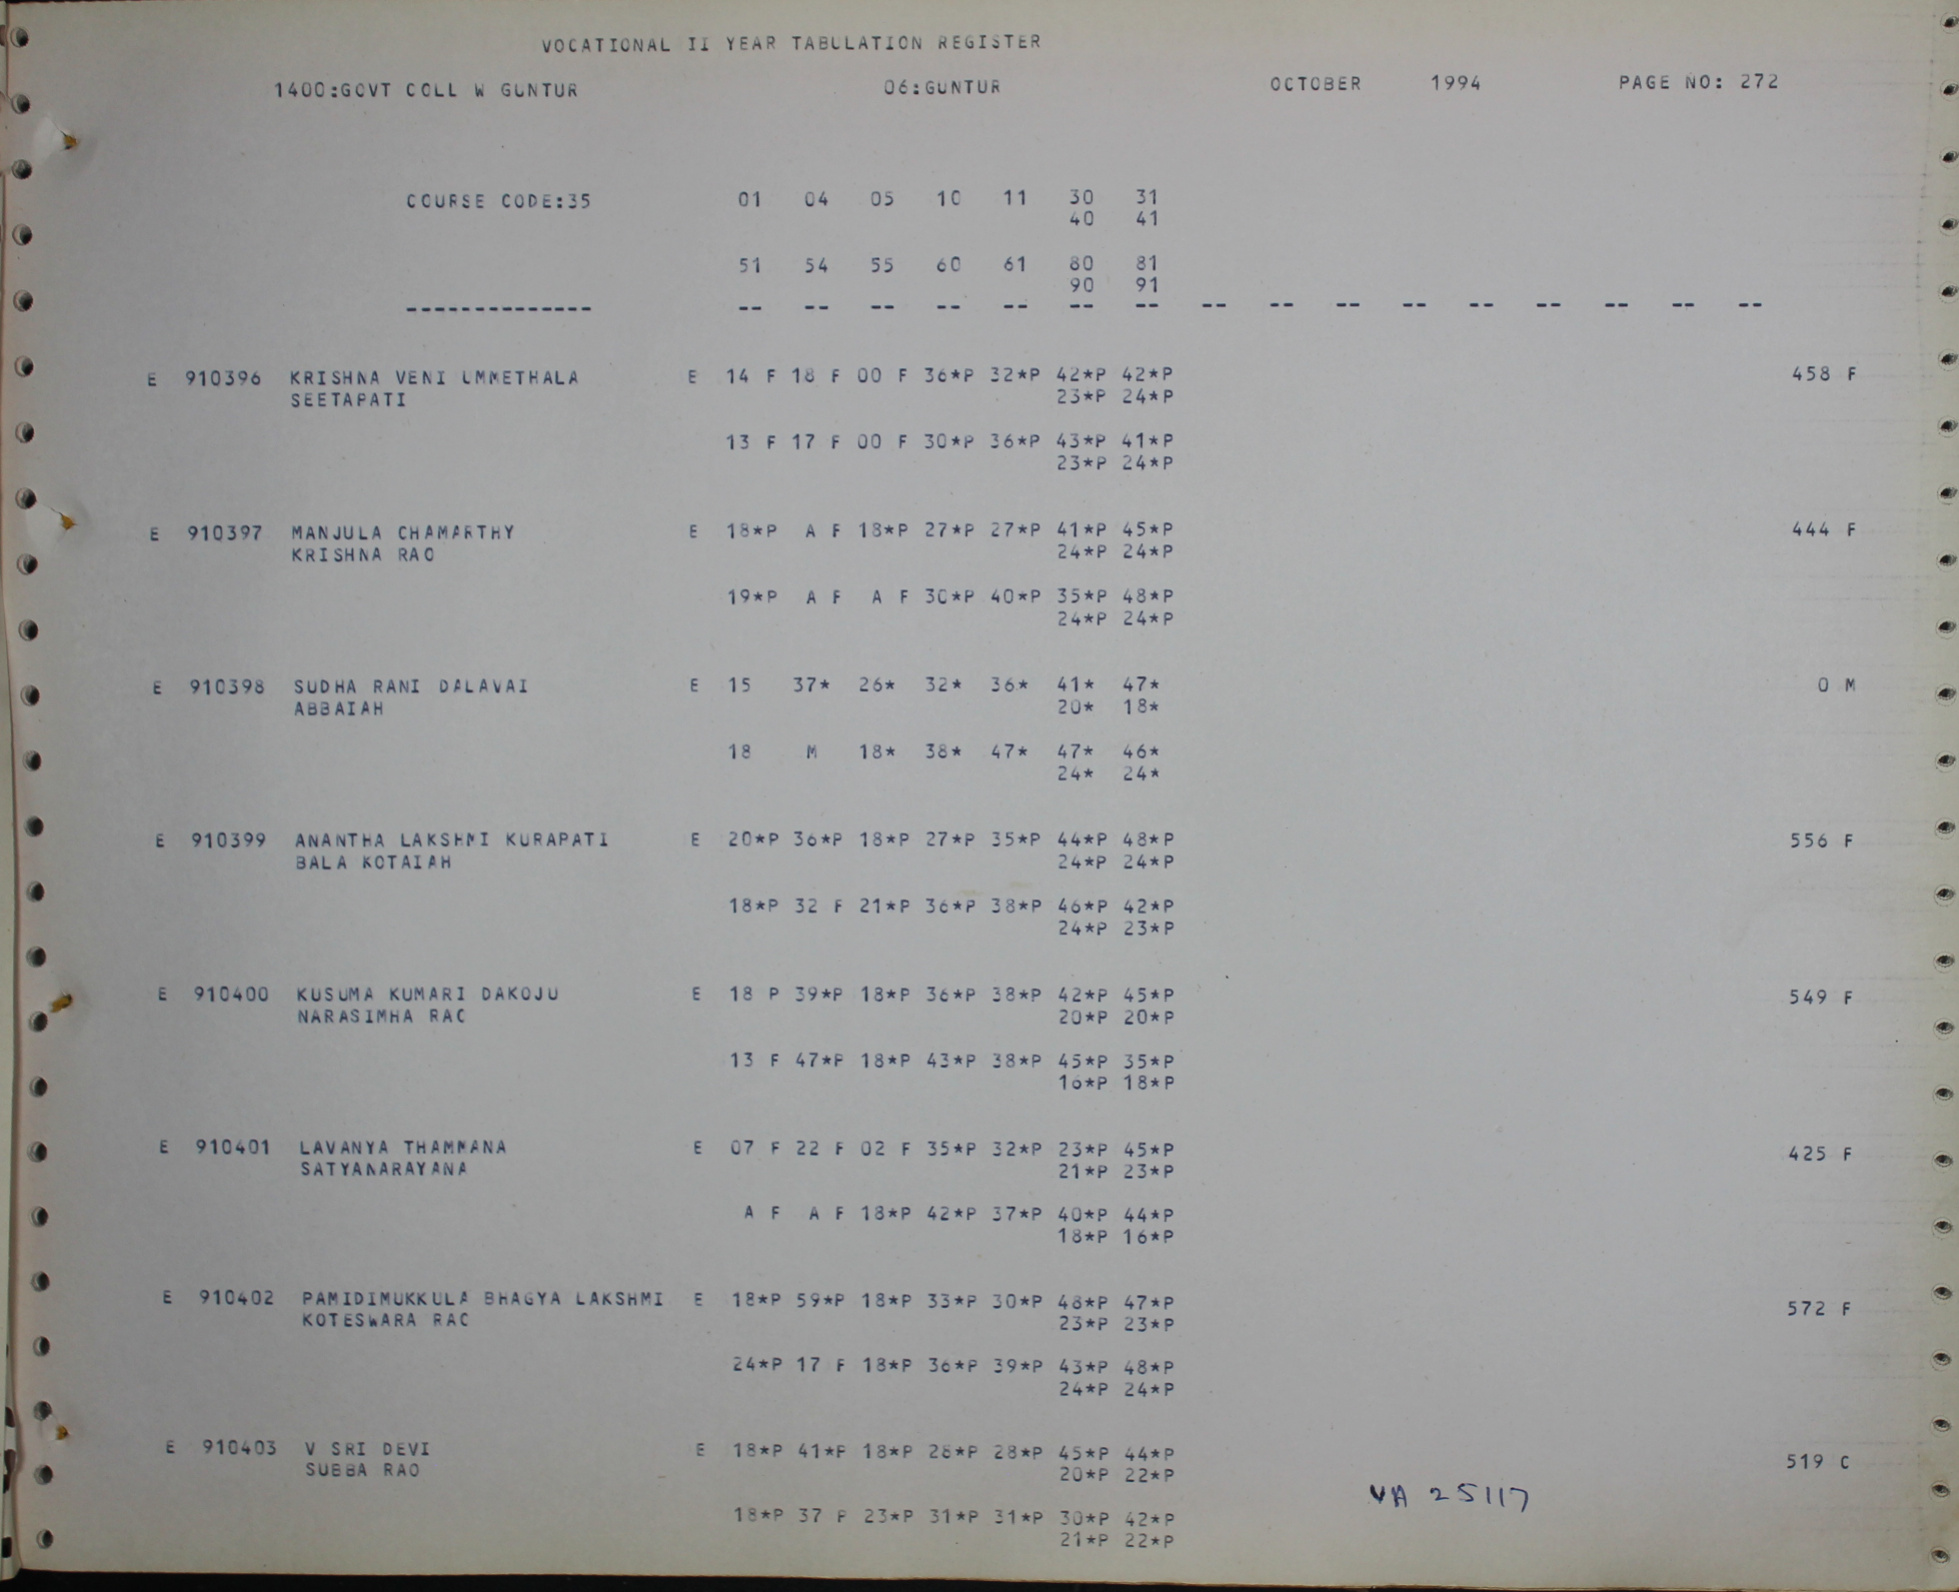 VOCATIONAL II YEAR TABULATION REGISTER
1400:GOVT COLL W GUNTUR 06:GUNTUR OCTOBER 1994 PAGE NO: 272
COURSE CODE:35 01 04 05 10 11 30 31
40 41
51 54 55 60 61 80 81
90 91
-------------- -- -- -- -- -- -- -- -- -- -- -- -- -- -- -- --
E 910396 KRISHNA VENI UMMETHALA E 14 F 18 F 00 F 36*P 32*P 42*P 42*P 458 F
SEETAPATI 23*P 24*P
13 F 17 F 00 F 30*P 36*P 43*P 41*P
23*P 24*P
E 910397 MANJULA CHAMARTHY E 18*P A F 18*P 27*P 27*P 41*P 45*P 444 F
KRISHNA RAO 24*P 24*P
19*P A F A F 30*P 40*P 35*P 48*P
24*P 24*P
E 910398 SUDHA RANI DALAVAI E 15 37* 26* 32* 36* 41* 47* 0 M
ABBAIAH 20* 18*
18 M 18* 38* 47* 47* 46*
24* 24*
E 910399 ANANTHA LAKSHMI KURAPATI E 20*P 36*P 18*P 27*P 35*P 44*P 48*P 556 F
BALA KOTAIAH 24*P 24*P
18*P 32 F 21*P 36*P 38*P 46*P 42*P
24*P 23*P
E 910400 KUSUMA KUMARI DAKOJU E 18 P 39*P 18*P 36*P 38*P 42*P 45*P 549 F
NARASIMHA RAO 20*P 20*P
13 F 47*P 18*P 43*P 38*P 45*P 35*P
16*P 18*P
E 910401 LAVANYA THAMMANA E 07 F 22 F 02 F 35*P 32*P 23*P 45*P 425 F
SATYANARAYANA 21*P 23*P
A F A F 18*P 42*P 37*P 40*P 44*P
18*P 16*P
E 910402 PAMIDIMUKKULA BHAGYA LAKSHMI E 18*P 59*P 18*P 33*P 30*P 48*P 47*P 572 F
KOTESWARA RAO 23*P 23*P
24*P 17 F 18*P 36*P 39*P 43*P 48*P
24*P 24*P
E 910403 V SRI DEVI E 18*P 41*P 18*P 28*P 28*P 45*P 44*P 519 C
SUBBA RAO 20*P 22*P
VA 25117
18*P 37 P 23*P 31*P 31*P 30*P 42*P
21*P 22*P